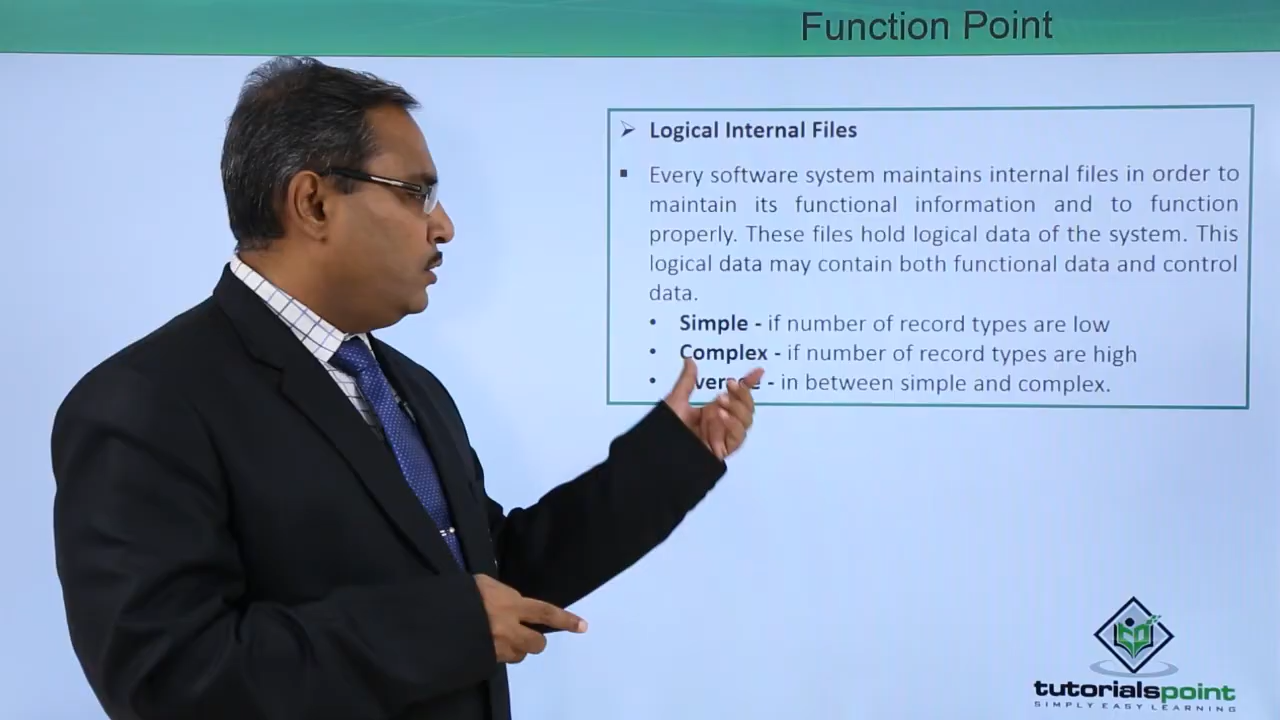 Function Point
➢ Logical Internal Files
▪ Every software system maintains internal files in order to
maintain its functional information and to function
properly. These files hold logical data of the system. This
logical data may contain both functional data and control
data.
• Simple - if number of record types are low
• Complex - if number of record types are high
• - in between simple and complex.
tutorialspoint
SIMPLY EASY LEARNING